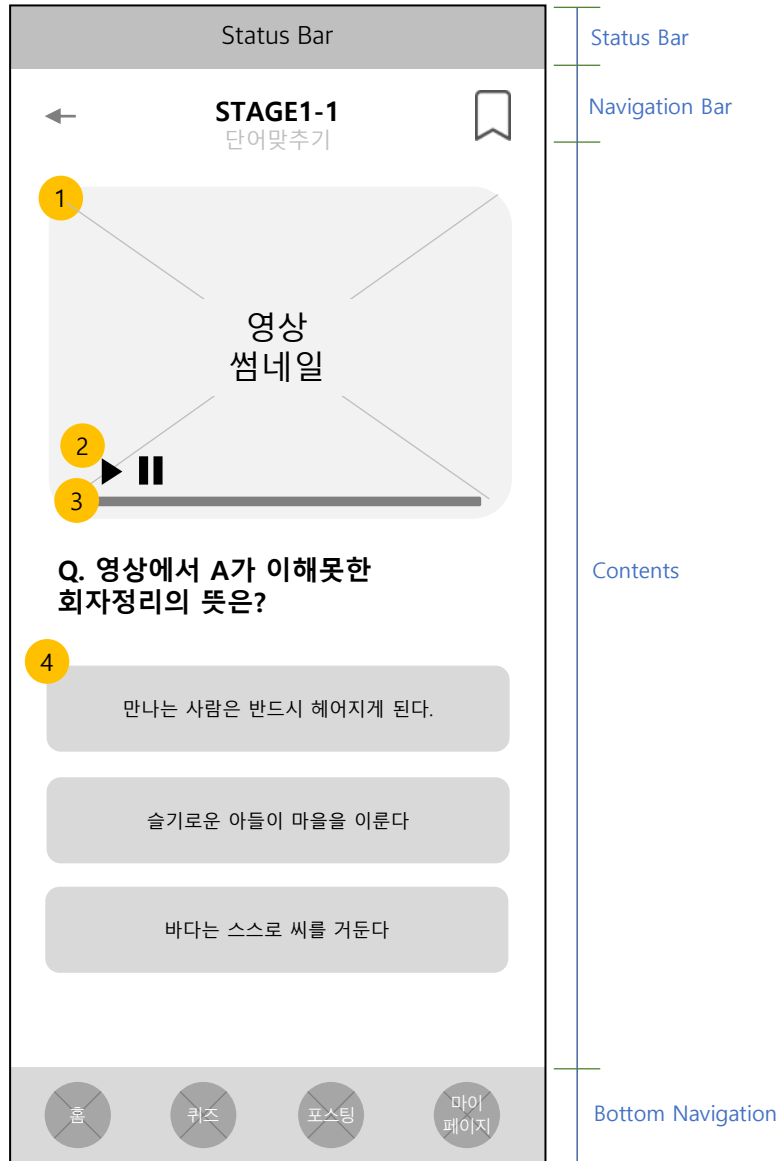 Status Bar
Status Bar
STAGE1-1
단어맞추기
Navigation Bar
1
영상
썸네일
2
3
Q. 영상에서 A가 이해못한
회자정리의 뜻은?
Contents
4
만나는 사람은 반드시 헤어지게 된다.
슬기로운 아들이 마을을 이룬다
바다는 스스로 씨를 거둔다
홈
퀴즈
포스팅
마이
페이지
Bottom Navigation